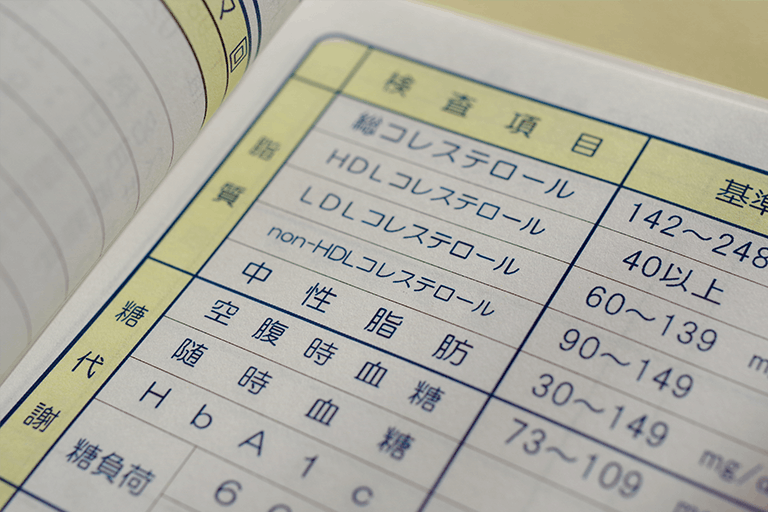 検査項目 基準
脂質
総コレステロール 142～248
HDLコレステロール 40以上
LDLコレステロール 60～139
non-HDLコレステロール 90～149
中性脂肪 30～149 mg/d
糖代謝
空腹時血糖 73～109
随時血糖
HbA1c
糖負荷 60